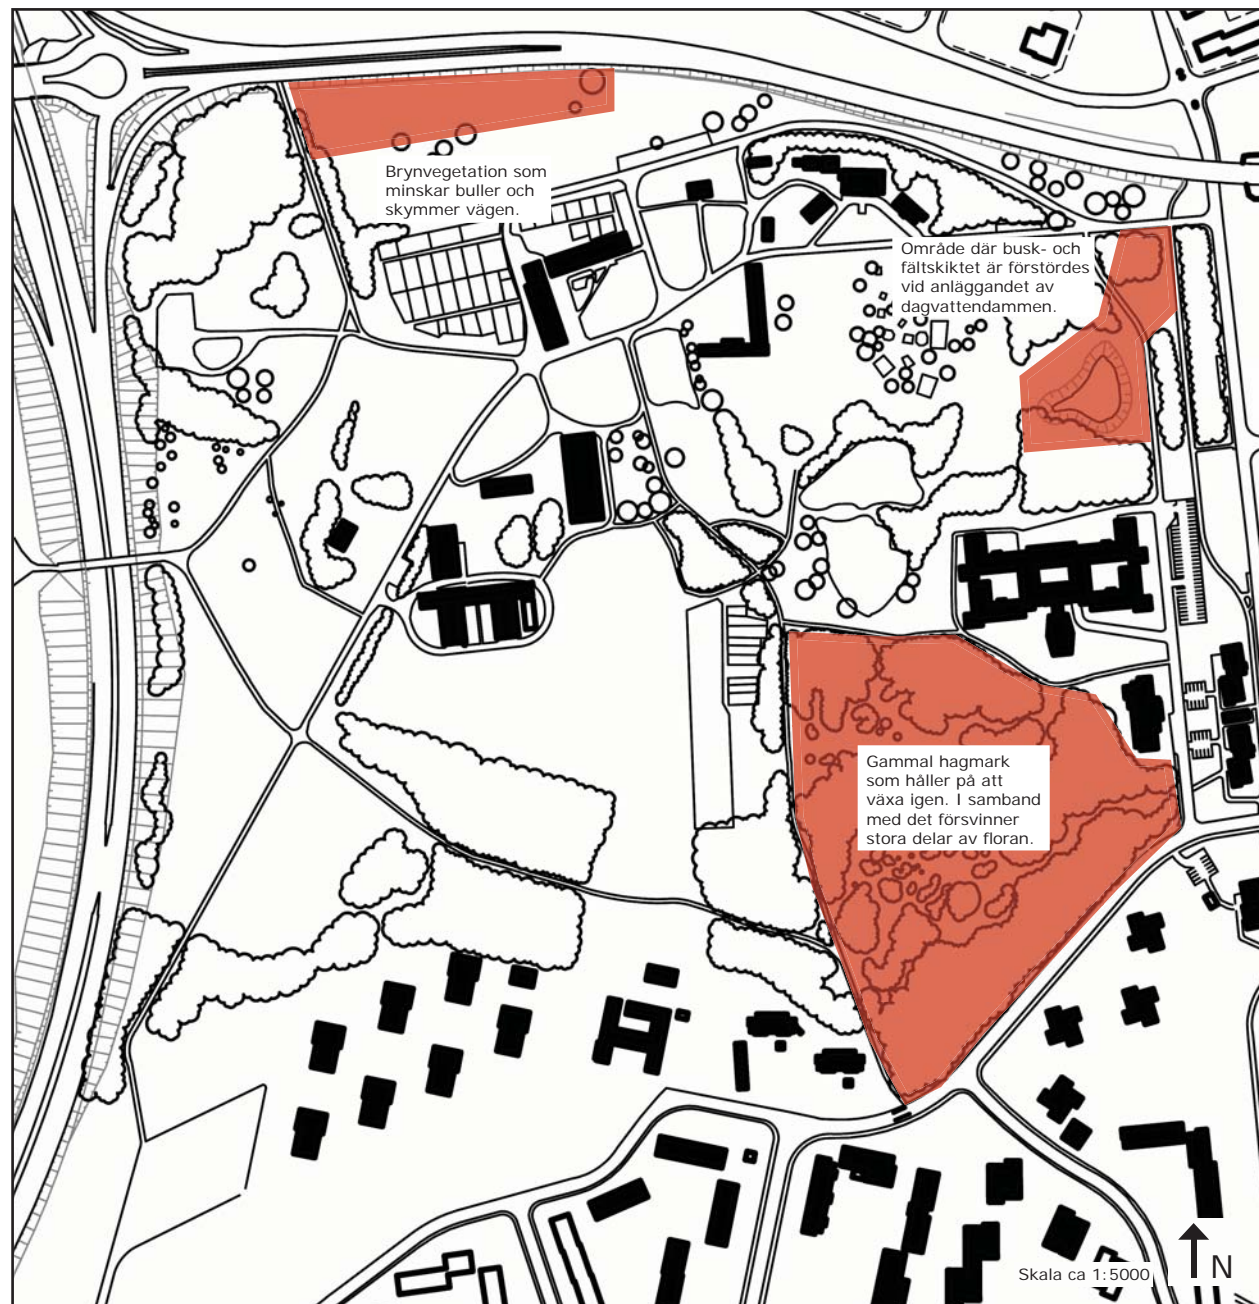 Brynvegetation som
minskar buller och
skymmer vägen.
Område där busk- och
fältskiktet är förstördes
vid anläggandet av
dagvattendammen.
Gammal hagmark
som håller på att
växa igen. I samband
med det försvinner
stora delar av floran.
Skala ca 1:5000
N